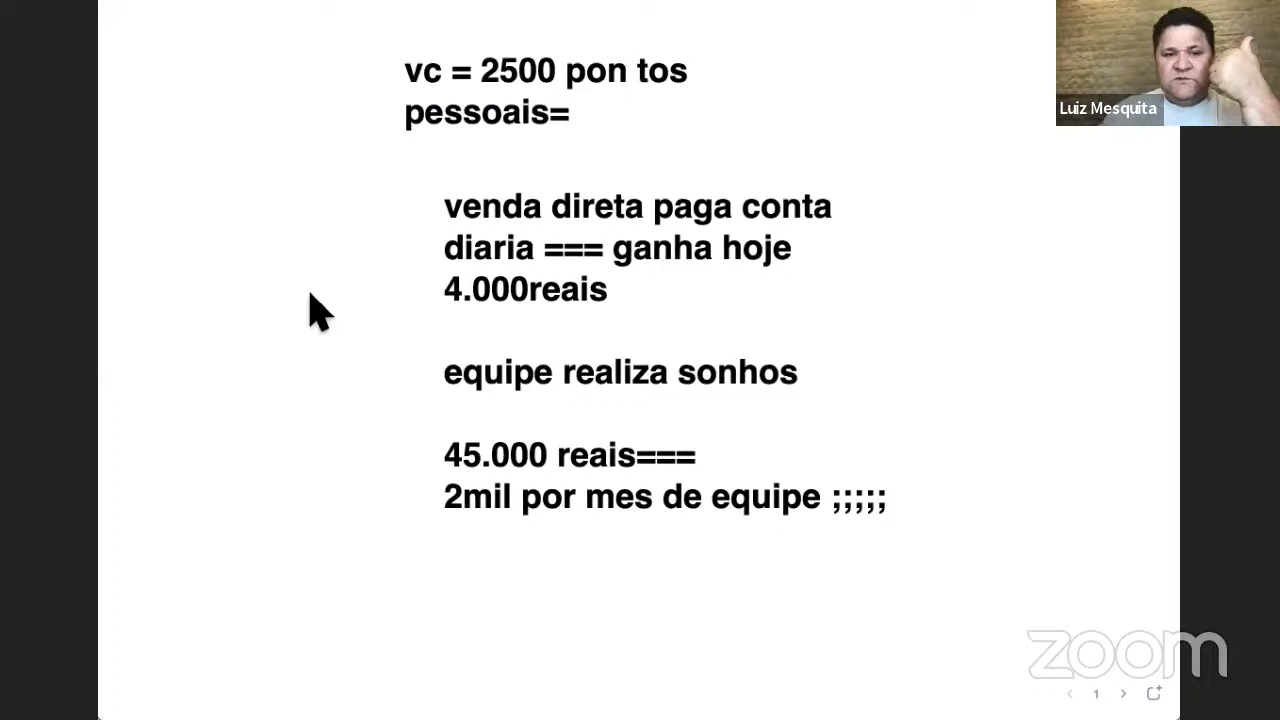 vc = 2500 pon tos
pessoais=
venda direta paga conta
diaria === ganha hoje
4.000reais
equipe realiza sonhos
45.000 reais===
2mil por mes de equipe ;;;;;
Luiz Mesquita
zoom
1